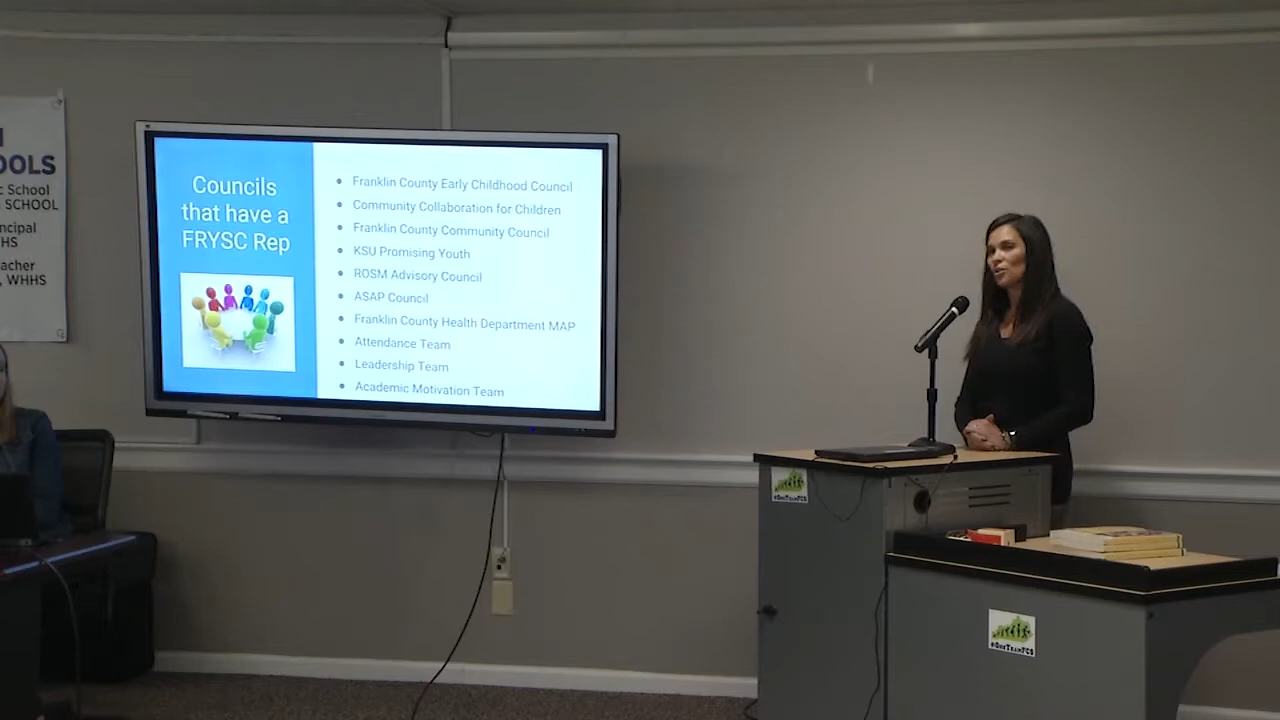 OOLS
School
SCHOOL
HS
, WHHS
Councils
that have a
FRYSC Rep
Franklin County Early Childhood Council
Community Collaboration for Children
Franklin County Community Council
KSU Promising Youth
ROSM Advisory Council
ASAP Council
Franklin County Health Department MAP
Attendance Team
Leadership Team
Academic Motivation Team
#OneTeamFCS
#OneTeamFCS